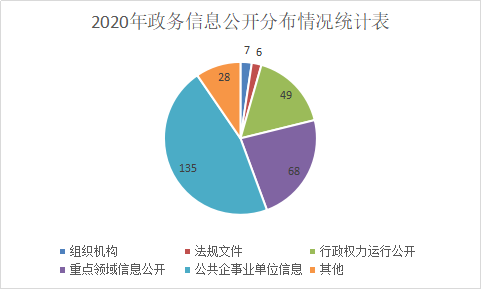 2020年政务信息公开分布情况统计表
7
6
49
68
135
28
组织机构
法规文件
行政权力运行公开
重点领域信息公开
公共企事业单位信息
其他